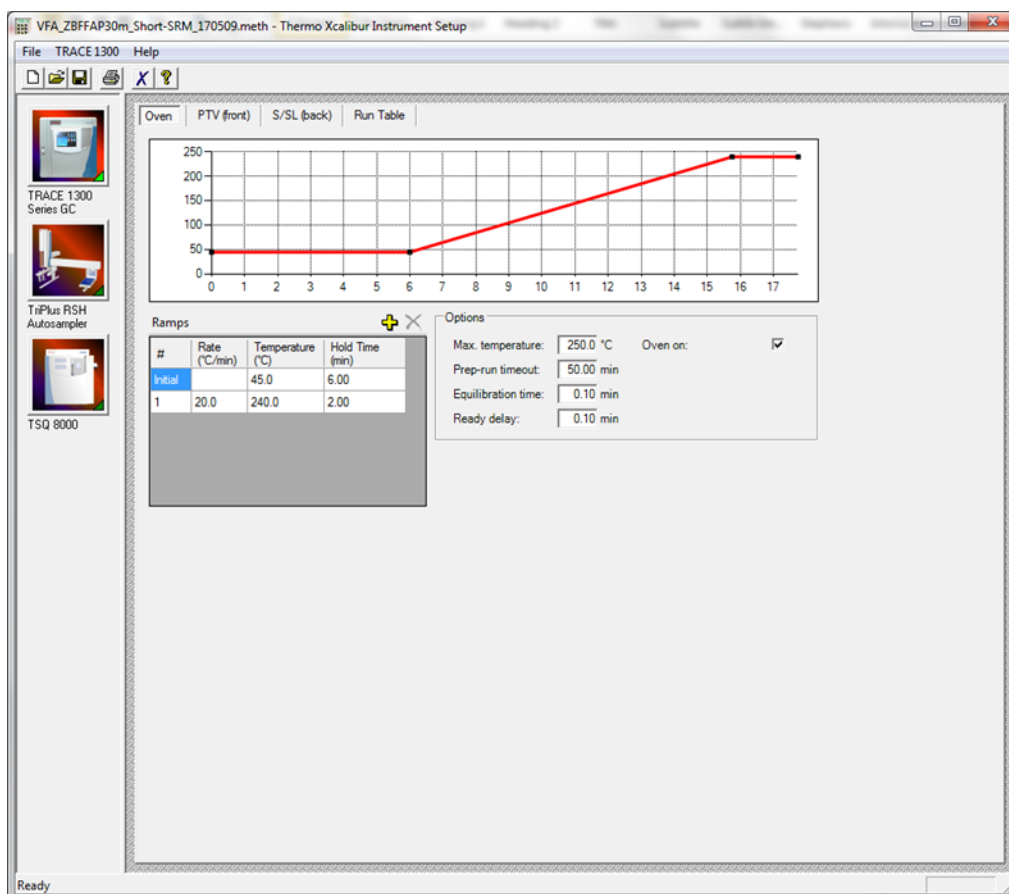 VFA_ZBFFAP30m_Short-SRM_170509.meth - Thermo Xcalibur Instrument Setup
File TRACE 1300 Help
Oven PTV (front) S/SL (back) Run Table
TRACE 1300
Series GC
TriPlus RSH
Autosampler
TSQ 8000
250
200
150
100
50
0
0 1 2 3 4 5 6 7 8 9 10 11 12 13 14 15 16 17
Ramps
# Rate (°C/min) Temperature (°C) Hold Time (min)
Initial 45.0 6.00
1 20.0 240.0 2.00
Options
Max. temperature: 250.0 °C Oven on:
Prep-run timeout: 50.00 min
Equilibration time: 0.10 min
Ready delay: 0.10 min
Ready